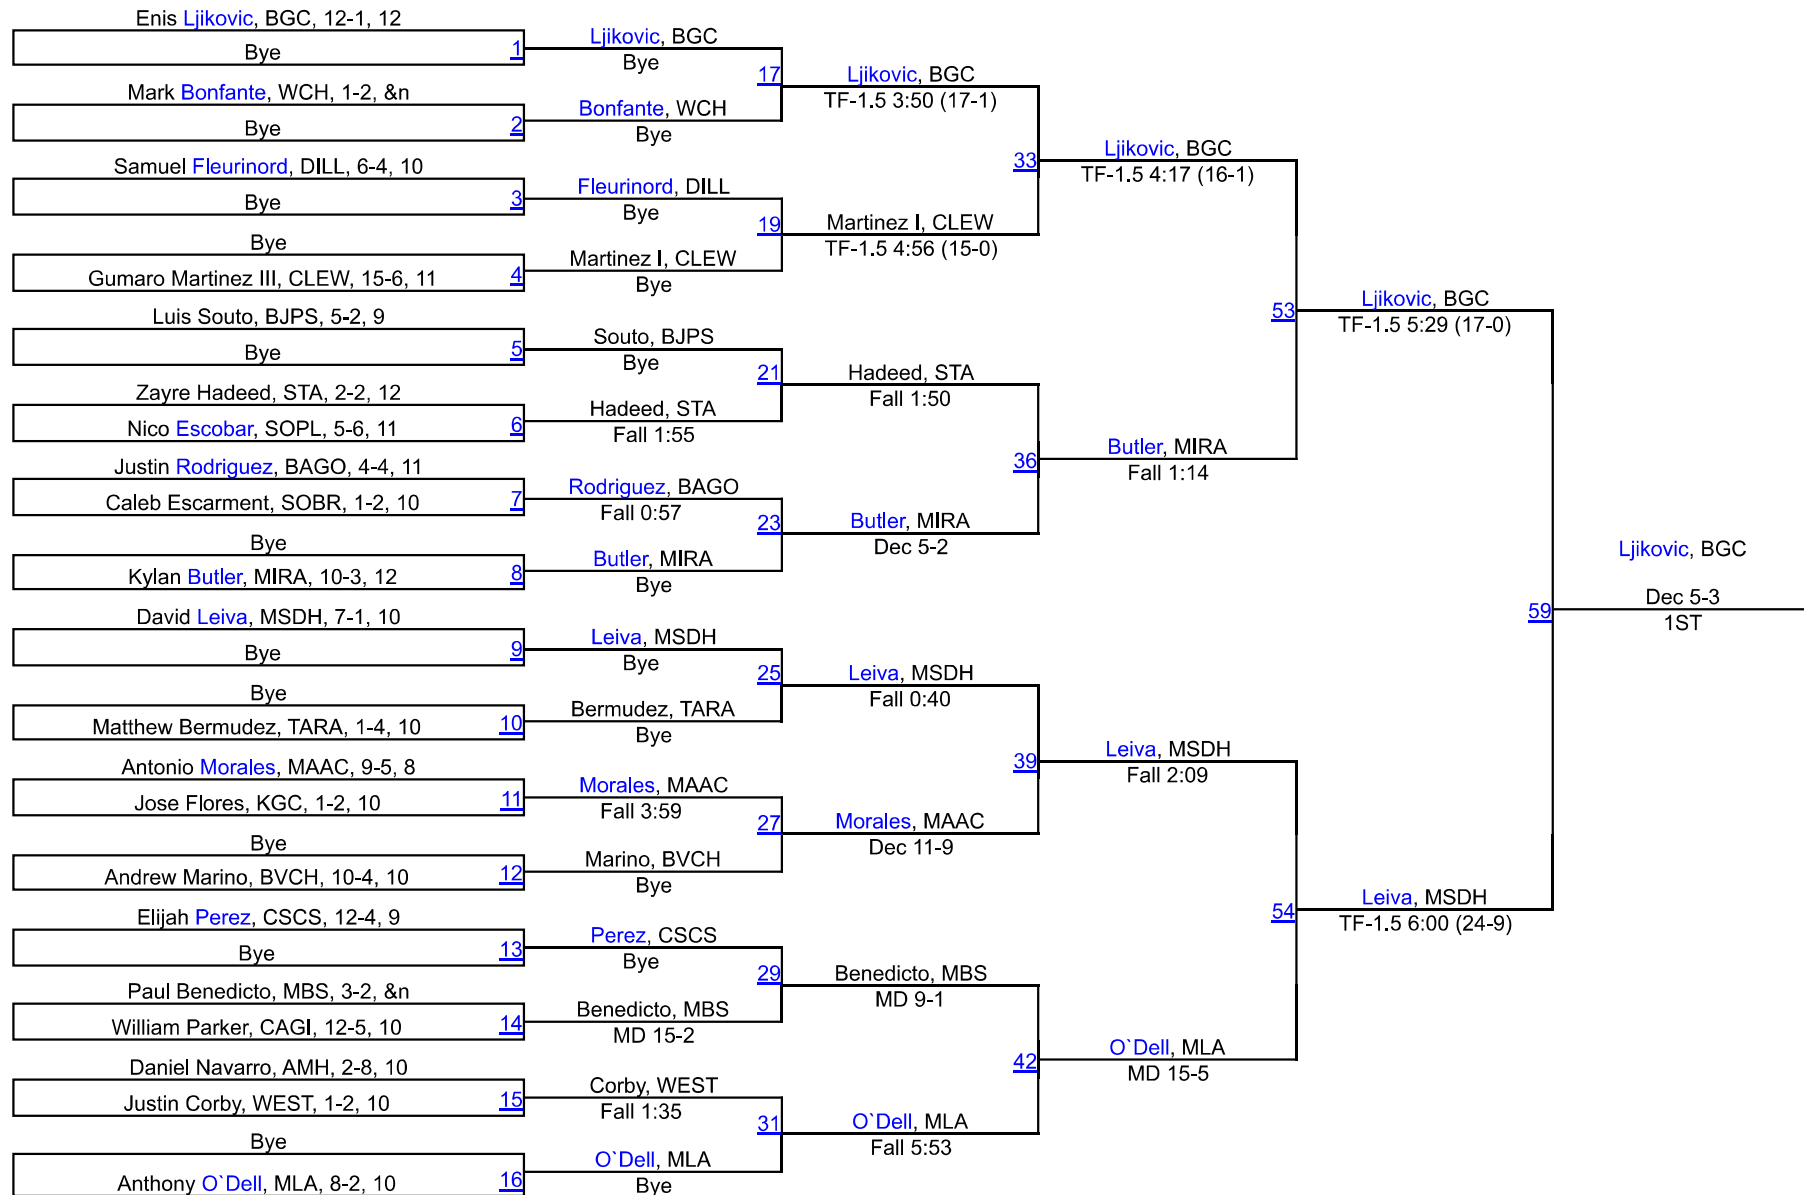 Enis Ljikovic, BGC, 12-1, 12
Bye
1
Mark Bonfante, WCH, 1-2, &n
Bye
2
Samuel Fleurinord, DILL, 6-4, 10
Bye
3
Bye
Gumaro Martinez III, CLEW, 15-6, 11
4
Luis Souto, BJPS, 5-2, 9
Bye
5
Zayre Hadeed, STA, 2-2, 12
Nico Escobar, SOPL, 5-6, 11
6
Justin Rodriguez, BAGO, 4-4, 11
Caleb Escarment, SOBR, 1-2, 10
7
Bye
Kylan Butler, MIRA, 10-3, 12
8
David Leiva, MSDH, 7-1, 10
Bye
9
Bye
Matthew Bermudez, TARA, 1-4, 10
10
Antonio Morales, MAAC, 9-5, 8
Jose Flores, KGC, 1-2, 10
11
Bye
Andrew Marino, BVCH, 10-4, 10
12
Elijah Perez, CSCS, 12-4, 9
Bye
13
Paul Benedicto, MBS, 3-2, &n
William Parker, CAGI, 12-5, 10
14
Daniel Navarro, AMH, 2-8, 10
Justin Corby, WEST, 1-2, 10
15
Bye
Anthony O`Dell, MLA, 8-2, 10
16
Ljikovic, BGC
Bye
17
Bonfante, WCH
Bye
Fleurinord, DILL
Bye
19
Martinez I, CLEW
Bye
Souto, BJPS
Bye
21
Hadeed, STA
Fall 1:55
Rodriguez, BAGO
Fall 0:57
23
Butler, MIRA
Bye
Leiva, MSDH
Bye
25
Bermudez, TARA
Bye
Morales, MAAC
Fall 3:59
27
Marino, BVCH
Bye
Perez, CSCS
Bye
29
Benedicto, MBS
MD 15-2
Corby, WEST
Fall 1:35
31
O`Dell, MLA
Bye
Ljikovic, BGC
TF-1.5 3:50 (17-1)
33
Martinez I, CLEW
TF-1.5 4:56 (15-0)
Hadeed, STA
Fall 1:50
36
Butler, MIRA
Dec 5-2
Leiva, MSDH
Fall 0:40
39
Morales, MAAC
Dec 11-9
Benedicto, MBS
MD 9-1
42
O`Dell, MLA
Fall 5:53
Ljikovic, BGC
TF-1.5 4:17 (16-1)
53
Butler, MIRA
Fall 1:14
Leiva, MSDH
Fall 2:09
54
O`Dell, MLA
MD 15-5
Ljikovic, BGC
TF-1.5 5:29 (17-0)
59
Leiva, MSDH
TF-1.5 6:00 (24-9)
Ljikovic, BGC
Dec 5-3
1ST